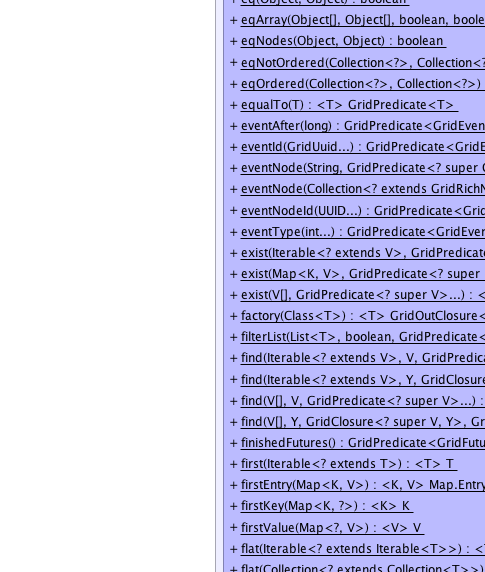 + eq(Object, Object) : boolean
+ eqArray(Object[], Object[], boolean, boole
+ eqNodes(Object, Object) : boolean
+ eqNotOrdered(Collection<?>, Collection<?
+ eqOrdered(Collection<?>, Collection<?>)
+ equalTo(T) : <T> GridPredicate<T>
+ eventAfter(long) : GridPredicate<GridEven
+ eventId(GridUuid...) : GridPredicate<GridE
+ eventNode(String, GridPredicate<? super G
+ eventNode(Collection<? extends GridRichN
+ eventNodeId(UUID...) : GridPredicate<Grid
+ eventType(int...) : GridPredicate<GridEver
+ exist(Iterable<? extends V>, GridPredicate
+ exist(Map<K, V>, GridPredicate<? super
+ exist(V[], GridPredicate<? super V>...) : <
+ factory(Class<T>) : <T> GridOutClosure<
+ filterList(List<T>, boolean, GridPredicate<
+ find(Iterable<? extends V>, V, GridPredica
+ find(Iterable<? extends V>, Y, GridClosure
+ find(V[], V, GridPredicate<? super V>...) :
+ find(V[], Y, GridClosure<? super V, Y>, Gr
+ finishedFutures() : GridPredicate<GridFutu
+ first(Iterable<? extends T>) : <T> T
+ firstEntry(Map<K, V>) : <K, V> Map.Entry
+ firstKey(Map<K, ?>) : <K> K
+ firstValue(Map<?, V>) : <V> V
+ flat(Iterable<? extends Iterable<T>>) : <T
+ flat(Collection<? extends Collection<T>>)